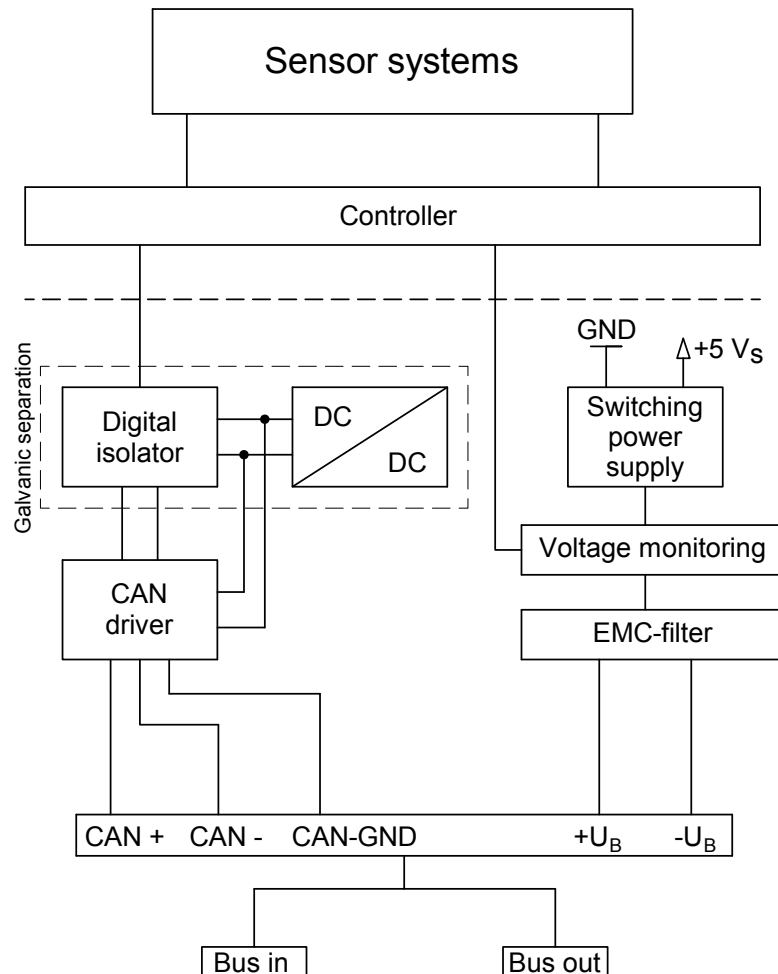 Sensor systems
Controller
GND
+5 VS
Galvanic separation
Digital
isolator
DC
DC
Switching
power
supply
Voltage monitoring
CAN
driver
EMC-filter
CAN + CAN - CAN-GND +UB -UB
Bus in Bus out